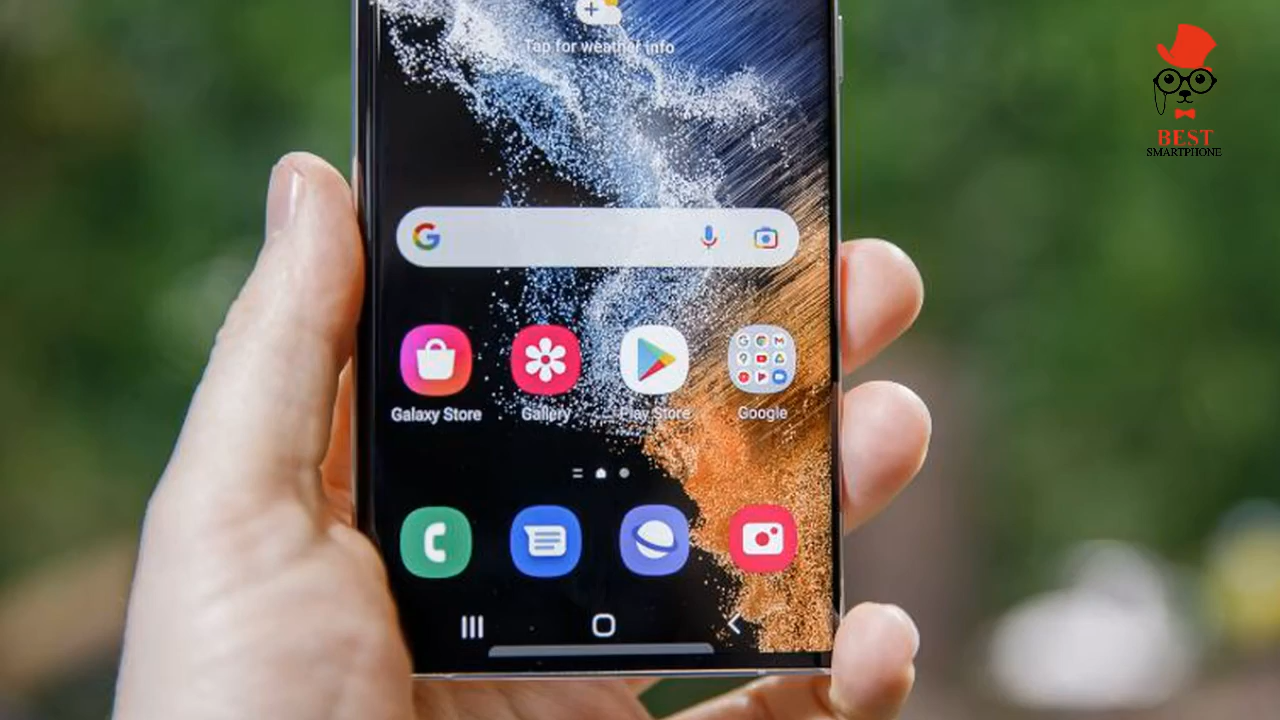 Tap for weather info
BEST
SMARTPHONE
Galaxy Store
Gallery
Play Store
Google